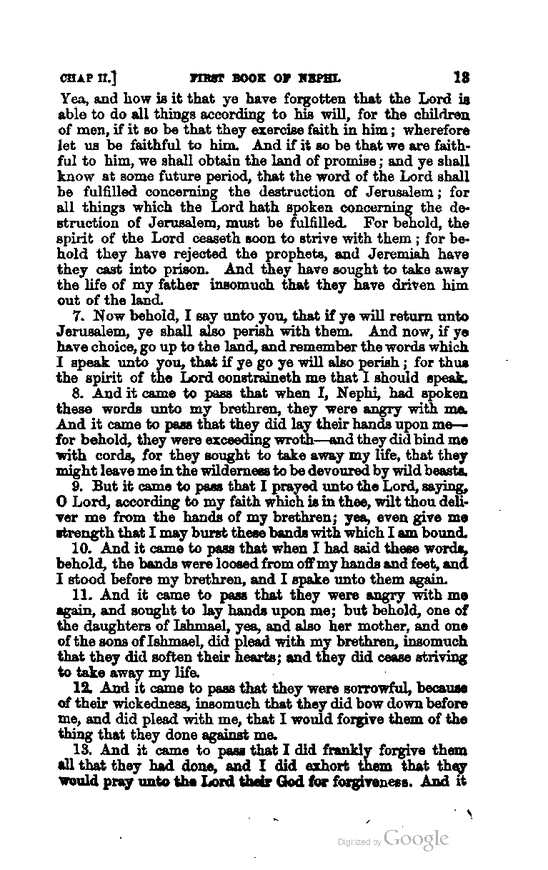 CHAP II.] FIRST BOOK OF NEPHI. 13
Yea, and how is it that ye have forgotten that the Lord is
able to do all things according to his will, for the children
of men, if it so be that they exercise faith in him; wherefore
let us be faithful to him. And if it so be that we are faith-
ful to him, we shall obtain the land of promise; and ye shall
know at some future period, that the word of the Lord shall
be fulfilled concerning the destruction of Jerusalem; for
all things which the Lord hath spoken concerning the de-
struction of Jerusalem, must be fulfilled. For behold, the
spirit of the Lord ceaseth soon to strive with them; for be-
hold they have rejected the prophets, and Jeremiah have
they cast into prison. And they have sought to take away
the life of my father insomuch that they have driven him
out of the land.
7. Now behold, I say unto you, that if ye will return unto
Jerusalem, ye shall also perish with them. And now, if ye
have choice, go up to the land, and remember the words which
I speak unto you, that if ye go ye will also perish; for thus
the spirit of the Lord constraineth me that I should speak.
8. And it came to pass that when I, Nephi, had spoken
these words unto my brethren, they were angry with me.
And it came to pass that they did lay their hands upon me—
for behold, they were exceeding wroth—and they did bind me
with cords, for they sought to take away my life, that they
might leave me in the wilderness to be devoured by wild beasts.
9. But it came to pass that I prayed unto the Lord, saying,
O Lord, according to my faith which is in thee, wilt thou deli-
ver me from the hands of my brethren; yea, even give me
strength that I may burst these bands with which I am bound.
10. And it came to pass that when I had said these words,
behold, the bands were loosed from off my hands and feet, and
I stood before my brethren, and I spake unto them again.
11. And it came to pass that they were angry with me
again, and sought to lay hands upon me; but behold, one of
the daughters of Ishmael, yea, and also her mother, and one
of the sons of Ishmael, did plead with my brethren, insomuch
that they did soften their hearts; and they did cease striving
to take away my life.
12. And it came to pass that they were sorrowful, because
of their wickedness, insomuch that they did bow down before
me, and did plead with me, that I would forgive them of the
thing that they done against me.
13. And it came to pass that I did frankly forgive them
all that they had done, and I did exhort them that they
would pray unto the Lord their God for forgiveness. And it
Digitized by Google